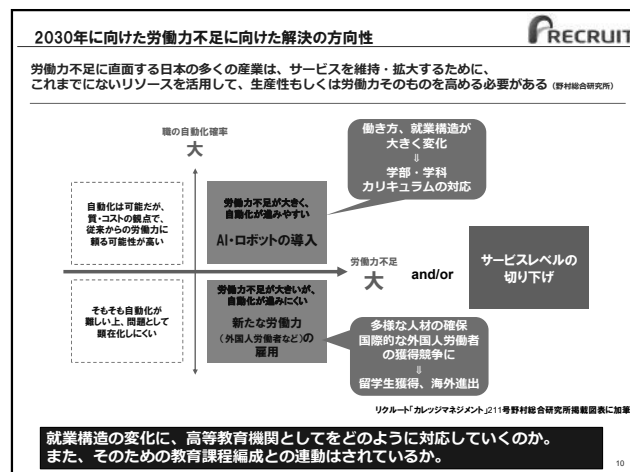 2030年に向けた労働力不足に向けた解決の方向性
RECRUIT
労働力不足に直面する日本の多くの産業は、サービスを維持・拡大するために、
これまでにないリソースを活用して、生産性もしくは労働力そのものを高める必要がある（野村総合研究所）
職の自動化確率
大
働き方、就業構造が
大きく変化
⇓
学部・学科
カリキュラムの対応
自動化は可能だが、
質・コストの観点で、
従来からの労働力に
頼る可能性が高い
労働力不足が大きく、
自動化が進みやすい
AI・ロボットの導入
労働力不足
大
and/or
サービスレベルの
切り下げ
そもそも自動化が
難しい上、問題として
顕在化しにくい
労働力不足が大きいが、
自動化が進みにくい
新たな労働力
（外国人労働者など）の
雇用
多様な人材の確保
国際的な外国人労働者
の獲得競争に
⇓
留学生獲得、海外進出
リクルート「カレッジマネジメント」211号野村総合研究所掲載図表に加筆
就業構造の変化に、高等教育機関としてをどのように対応していくのか。
また、そのための教育課程編成との連動はされているか。
10